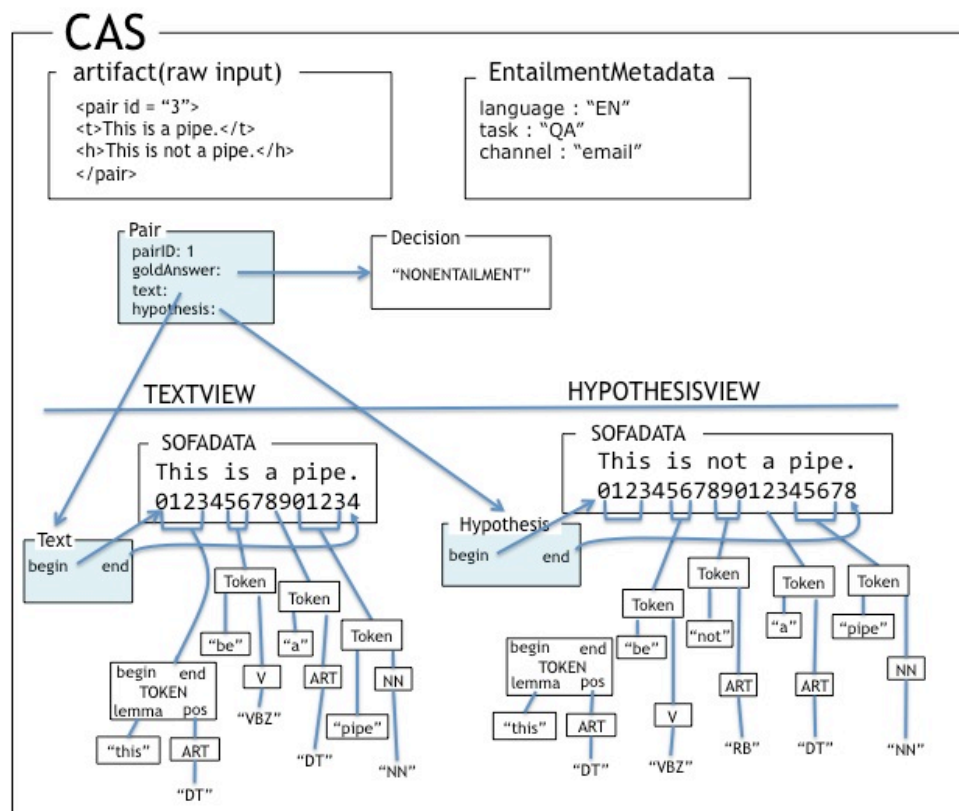 CAS
artifact(raw input)
<pair id = “3”>
<t>This is a pipe.</t>
<h>This is not a pipe.</h>
</pair>
EntailmentMetadata
language : “EN”
task : “QA”
channel : “email”
Pair
pairID: 1
goldAnswer:
text:
hypothesis:
Decision
“NONENTAILMENT”
TEXTVIEW
HYPOTHESISVIEW
SOFADATA
This is a pipe.
012345678901234
Text
begin end
Token
Token
Token
“be”
“a”
begin end
TOKEN
lemma pos
V
ART
NN
“VBZ”
“pipe”
“this”
ART
“DT”
“NN”
“DT”
SOFADATA
This is not a pipe.
0123456789012345678
Hypothesis
begin end
Token
Token
Token
Token
“be”
“not”
“a”
“pipe”
begin end
TOKEN
lemma pos
NN
ART
ART
V
“this”
ART
“RB”
“DT”
“NN”
“DT”
“VBZ”